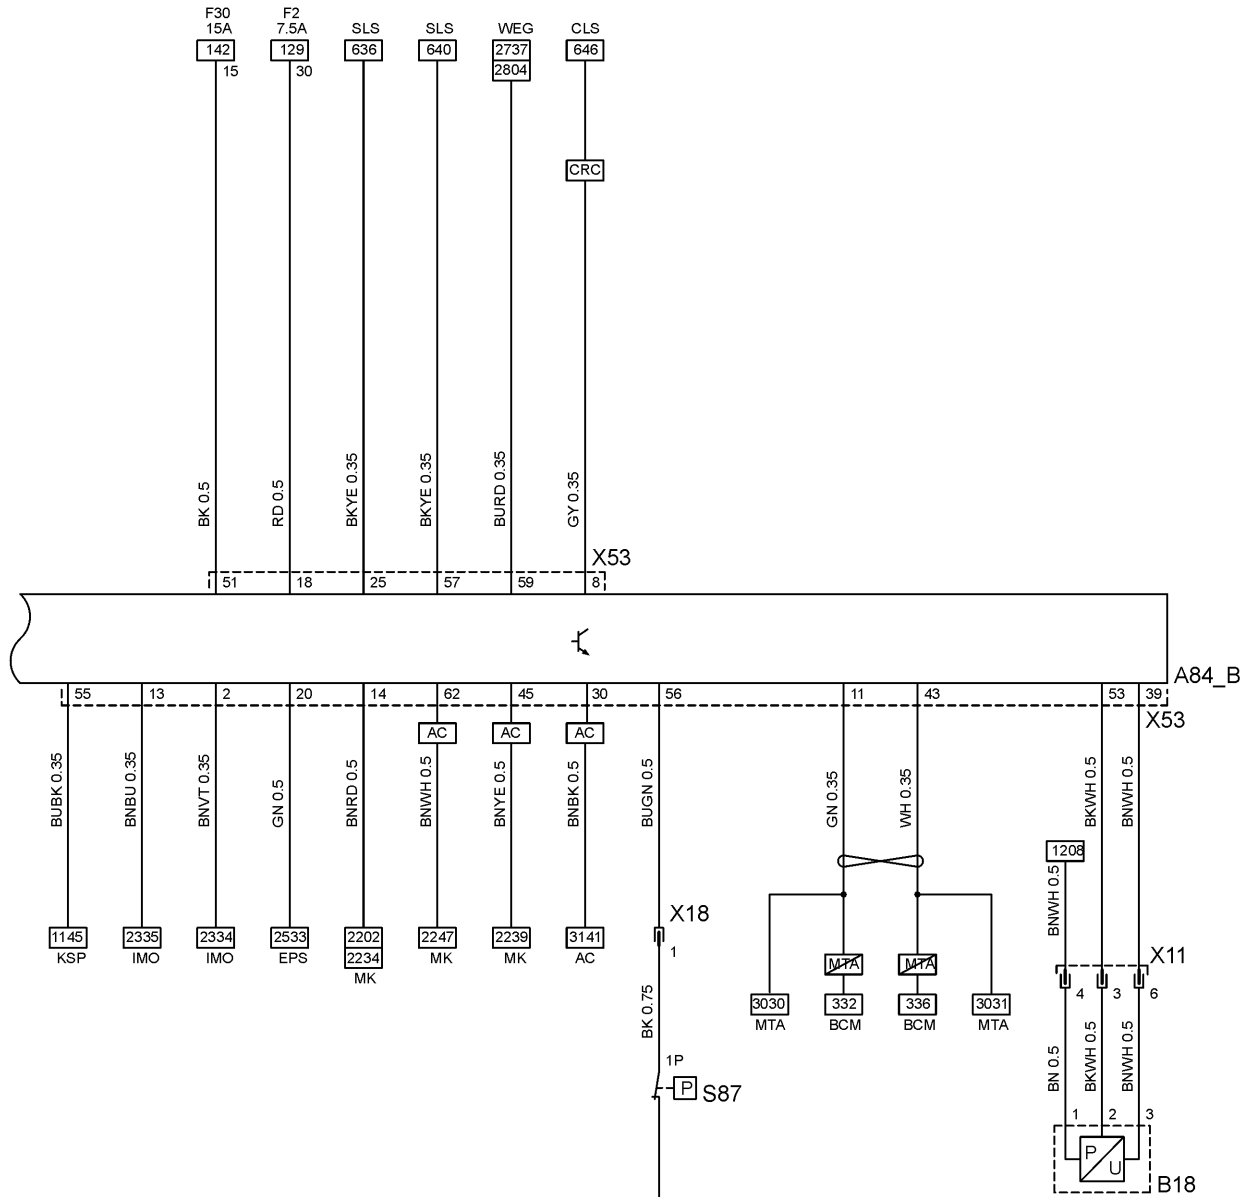 F30 F2
15A 7.5A SLS SLS WEG CLS
142 129 636 640 2737 646
15 30 2804
CRC
BK 0.5 RD 0.5 BKYE 0.35 BKYE 0.35 BURD 0.35 GY 0.35
X53
51 18 25 57 59 8
A84_B
55 13 2 20 14 62 45 30 56 11 43 53 39
X53
AC AC AC
BUBK 0.35 BNBU 0.35 BNVT 0.35 GN 0.5 BNRD 0.5 BNWH 0.5 BNYE 0.5 BNBK 0.5 BUGN 0.5 GN 0.35 WH 0.35 BKWH 0.5 BNWH 0.5
1208
BNWH 0.5
X18
1145 2335 2334 2533 2202 2247 2239 3141
KSP IMO IMO EPS 2234 MK MK AC
MK
1
X11
MTA MTA
4 3 6
3030 332 336 3031
MTA BCM BCM MTA
BK 0.75
BN 0.5 BKWH 0.5 BNWH 0.5
1P
P S87
1 2 3
P
U
B18